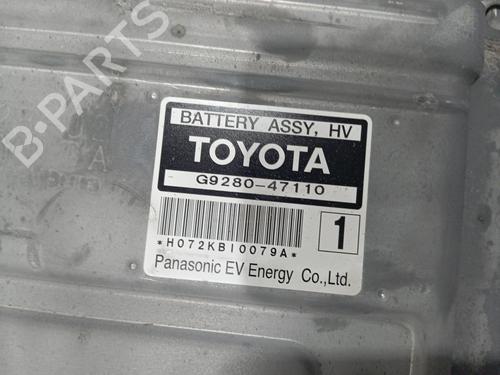 B-PARTS
BATTERY ASSY, HV
TOYOTA
G9280-47110
*H072KBI0079A*
1
Panasonic EV Energy Co.,Ltd.
A